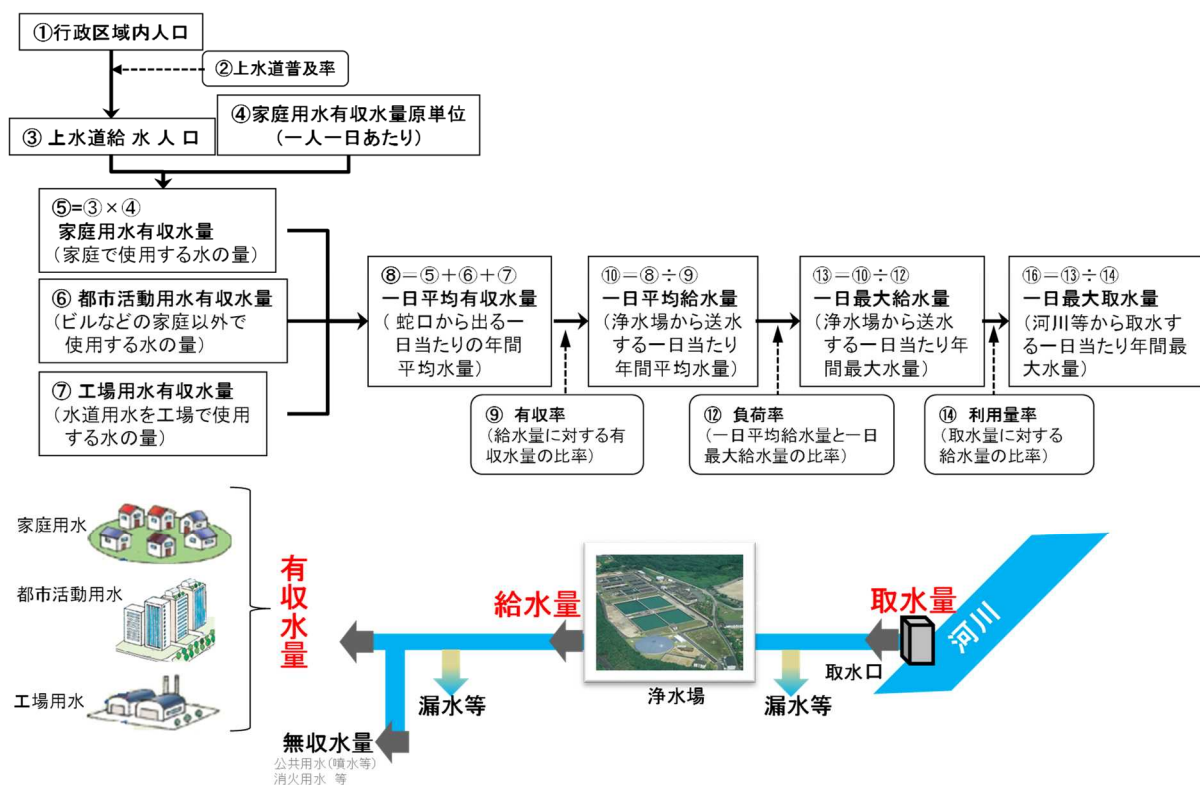 ①行政区域内人口
②上水道普及率
③ 上水道給 水 人 口
④家庭用水有収水量原単位
(一人一日あたり)
⑤=③×④
家庭用水有収水量
(家庭で使用する水の量)
⑥ 都市活動用水有収水量
(ビルなどの家庭以外で
使用する水の量)
⑦ 工場用水有収水量
(水道用水を工場で使用
する水の量)
⑧=⑤+⑥+⑦
一日平均有収水量
( 蛇口から出る一
日当たりの年間
平均水量)
⑨ 有収率
(給水量に対する有
収水量の比率)
⑩=⑧÷⑨
一日平均給水量
(浄水場から送水
する一日当たり
年間平均水量)
⑫ 負荷率
(一日平均給水量と一日
最大給水量の比率)
⑬=⑩÷⑫
一日最大給水量
(浄水場から送水
する一日当たり年
間最大水量)
⑭ 利用量率
(取水量に対する
給水量の比率)
⑯=⑬÷⑭
一日最大取水量
(河川等から取水す
る一日当たり年間最
大水量)
家庭用水
都市活動用水
工場用水
有収水量
給水量
取水量
河川
取水口
浄水場
漏水等
漏水等
無収水量
公共用水(噴水等)
消火用水 等